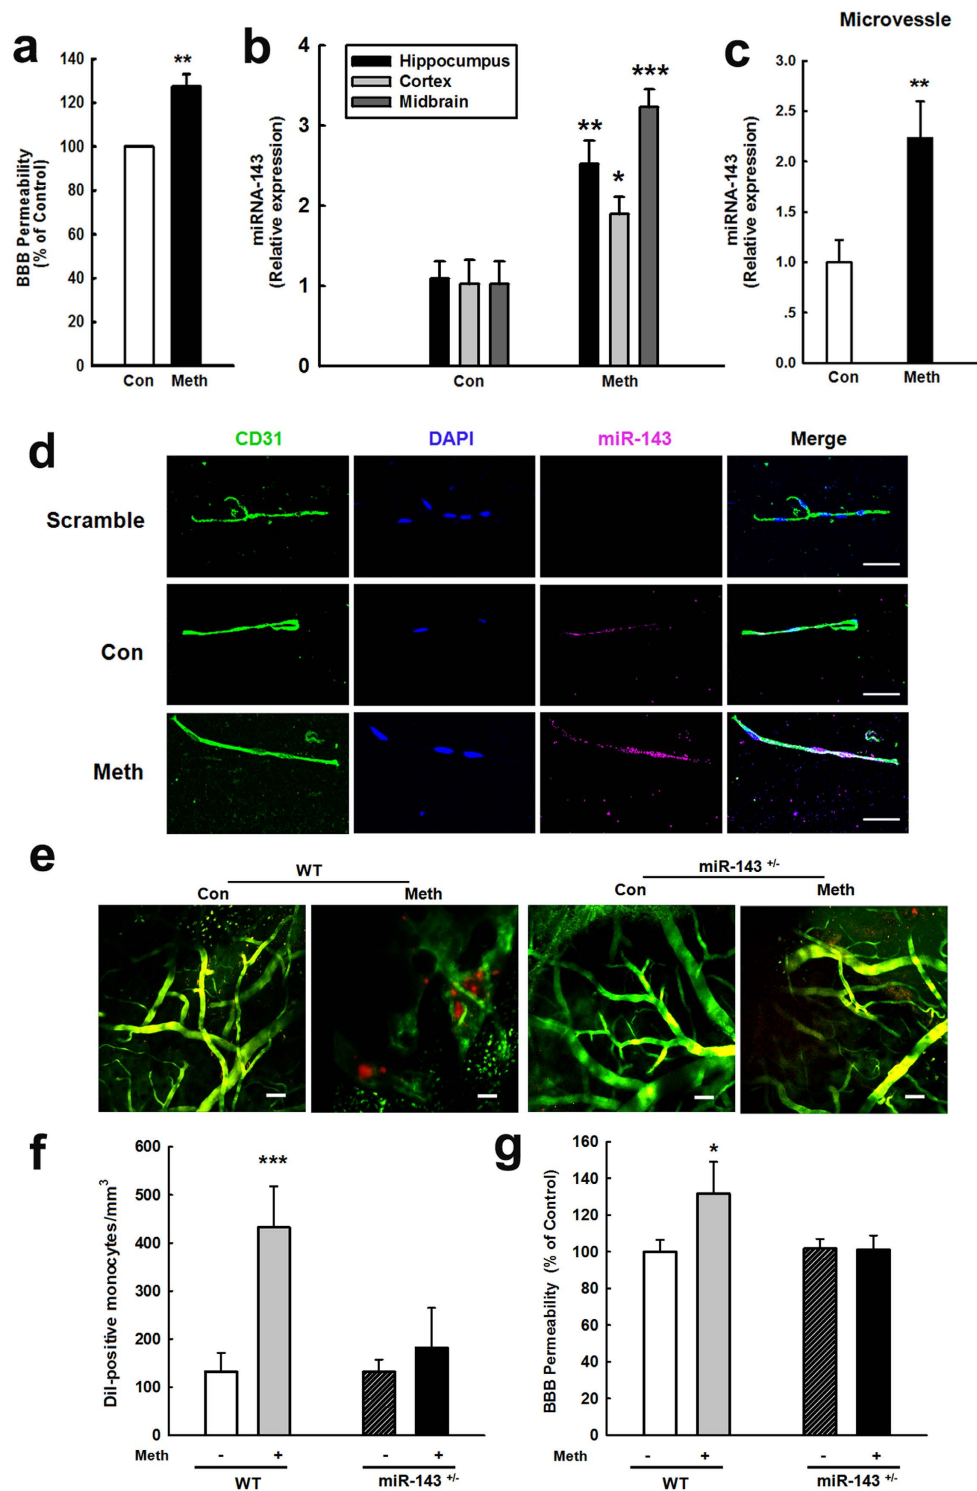 Microvessle
a
BBB Permeability
(% of Control)
140
120
100
80
60
40
20
0
**
Con Meth
b
miRNA-143
(Relative expression)
4
3
2
1
0
Hippocumpus
Cortex
Midbrain
**
*
***
Con Meth
c
miRNA-143
(Relative expression)
3.0
2.5
2.0
1.5
1.0
.5
0.0
**
Con Meth
d
CD31 DAPI miR-143 Merge
Scramble
Con
Meth
e
WT miR-143 +/-
Con Meth Con Meth
f
DiI-positive monocytes/mm3
600
500
400
300
200
100
0
***
Meth - + - +
WT miR-143 +/-
g
BBB Permeability (% of Control)
160
140
120
100
80
60
40
20
0
*
Meth - + - +
WT miR-143 +/-